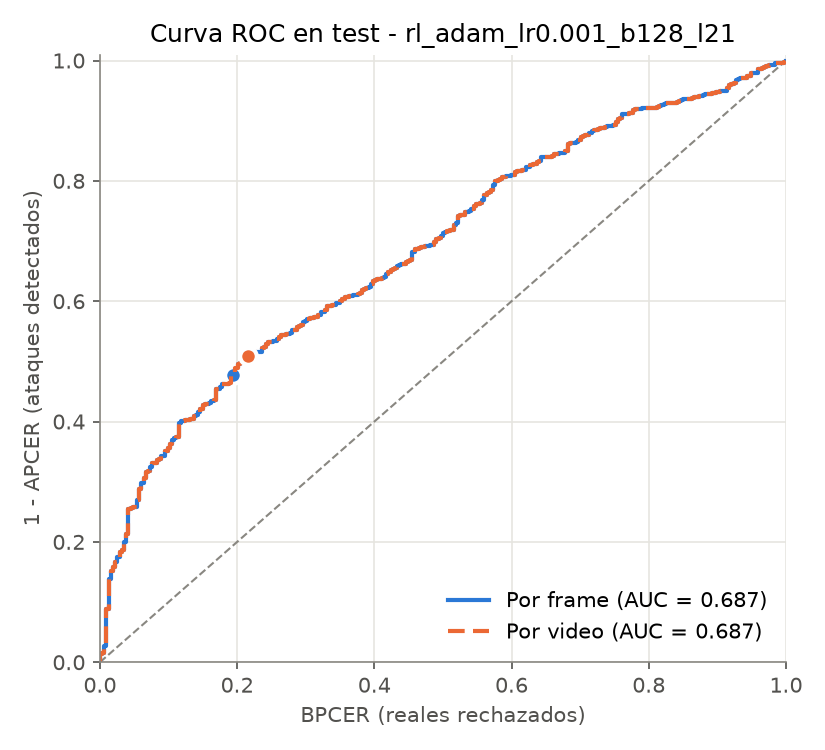 Curva ROC en test - rl_adam_lr0.001_b128_l21
1 - APCER (ataques detectados)
1.0
0.8
0.6
0.4
0.2
0.0
Por frame (AUC = 0.687)
Por video (AUC = 0.687)
0.0 0.2 0.4 0.6 0.8 1.0
BPCER (reales rechazados)